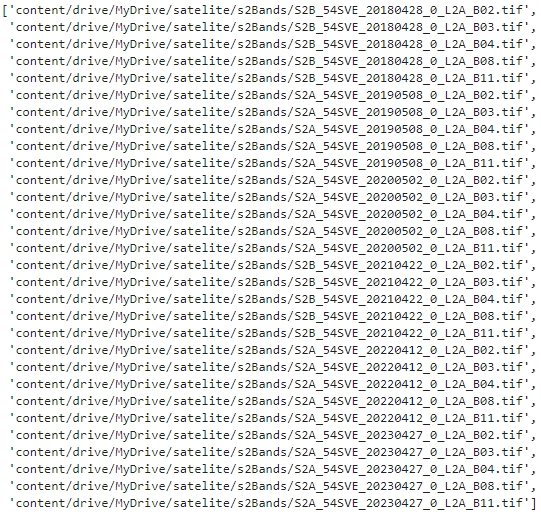 ['content/drive/MyDrive/satelite/s2Bands/S2B_54SVE_20180428_0_L2A_B02.tif',
'content/drive/MyDrive/satelite/s2Bands/S2B_54SVE_20180428_0_L2A_B03.tif',
'content/drive/MyDrive/satelite/s2Bands/S2B_54SVE_20180428_0_L2A_B04.tif',
'content/drive/MyDrive/satelite/s2Bands/S2B_54SVE_20180428_0_L2A_B08.tif',
'content/drive/MyDrive/satelite/s2Bands/S2B_54SVE_20180428_0_L2A_B11.tif',
'content/drive/MyDrive/satelite/s2Bands/S2A_54SVE_20190508_0_L2A_B02.tif',
'content/drive/MyDrive/satelite/s2Bands/S2A_54SVE_20190508_0_L2A_B03.tif',
'content/drive/MyDrive/satelite/s2Bands/S2A_54SVE_20190508_0_L2A_B04.tif',
'content/drive/MyDrive/satelite/s2Bands/S2A_54SVE_20190508_0_L2A_B08.tif',
'content/drive/MyDrive/satelite/s2Bands/S2A_54SVE_20190508_0_L2A_B11.tif',
'content/drive/MyDrive/satelite/s2Bands/S2A_54SVE_20200502_0_L2A_B02.tif',
'content/drive/MyDrive/satelite/s2Bands/S2A_54SVE_20200502_0_L2A_B03.tif',
'content/drive/MyDrive/satelite/s2Bands/S2A_54SVE_20200502_0_L2A_B04.tif',
'content/drive/MyDrive/satelite/s2Bands/S2A_54SVE_20200502_0_L2A_B08.tif',
'content/drive/MyDrive/satelite/s2Bands/S2A_54SVE_20200502_0_L2A_B11.tif',
'content/drive/MyDrive/satelite/s2Bands/S2B_54SVE_20210422_0_L2A_B02.tif',
'content/drive/MyDrive/satelite/s2Bands/S2B_54SVE_20210422_0_L2A_B03.tif',
'content/drive/MyDrive/satelite/s2Bands/S2B_54SVE_20210422_0_L2A_B04.tif',
'content/drive/MyDrive/satelite/s2Bands/S2B_54SVE_20210422_0_L2A_B08.tif',
'content/drive/MyDrive/satelite/s2Bands/S2B_54SVE_20210422_0_L2A_B11.tif',
'content/drive/MyDrive/satelite/s2Bands/S2A_54SVE_20220412_0_L2A_B02.tif',
'content/drive/MyDrive/satelite/s2Bands/S2A_54SVE_20220412_0_L2A_B03.tif',
'content/drive/MyDrive/satelite/s2Bands/S2A_54SVE_20220412_0_L2A_B04.tif',
'content/drive/MyDrive/satelite/s2Bands/S2A_54SVE_20220412_0_L2A_B08.tif',
'content/drive/MyDrive/satelite/s2Bands/S2A_54SVE_20220412_0_L2A_B11.tif',
'content/drive/MyDrive/satelite/s2Bands/S2A_54SVE_20230427_0_L2A_B02.tif',
'content/drive/MyDrive/satelite/s2Bands/S2A_54SVE_20230427_0_L2A_B03.tif',
'content/drive/MyDrive/satelite/s2Bands/S2A_54SVE_20230427_0_L2A_B04.tif',
'content/drive/MyDrive/satelite/s2Bands/S2A_54SVE_20230427_0_L2A_B08.tif',
'content/drive/MyDrive/satelite/s2Bands/S2A_54SVE_20230427_0_L2A_B11.tif']